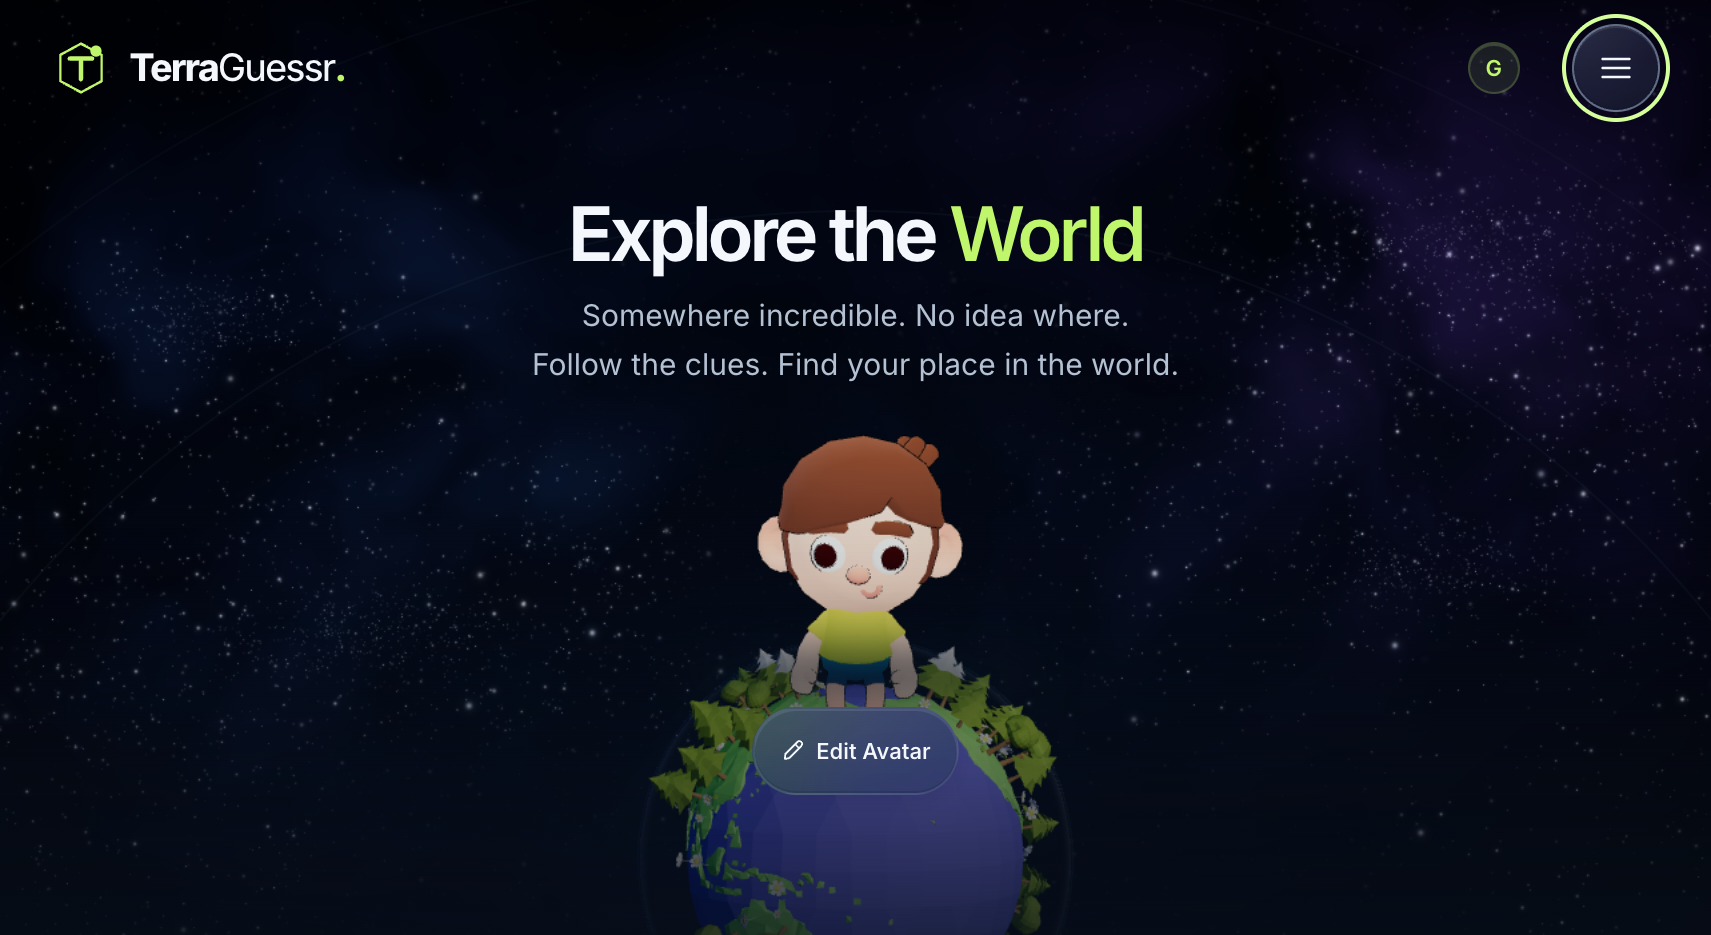 TerraGuessr.
G
Explore the World
Somewhere incredible. No idea where.
Follow the clues. Find your place in the world.
Edit Avatar